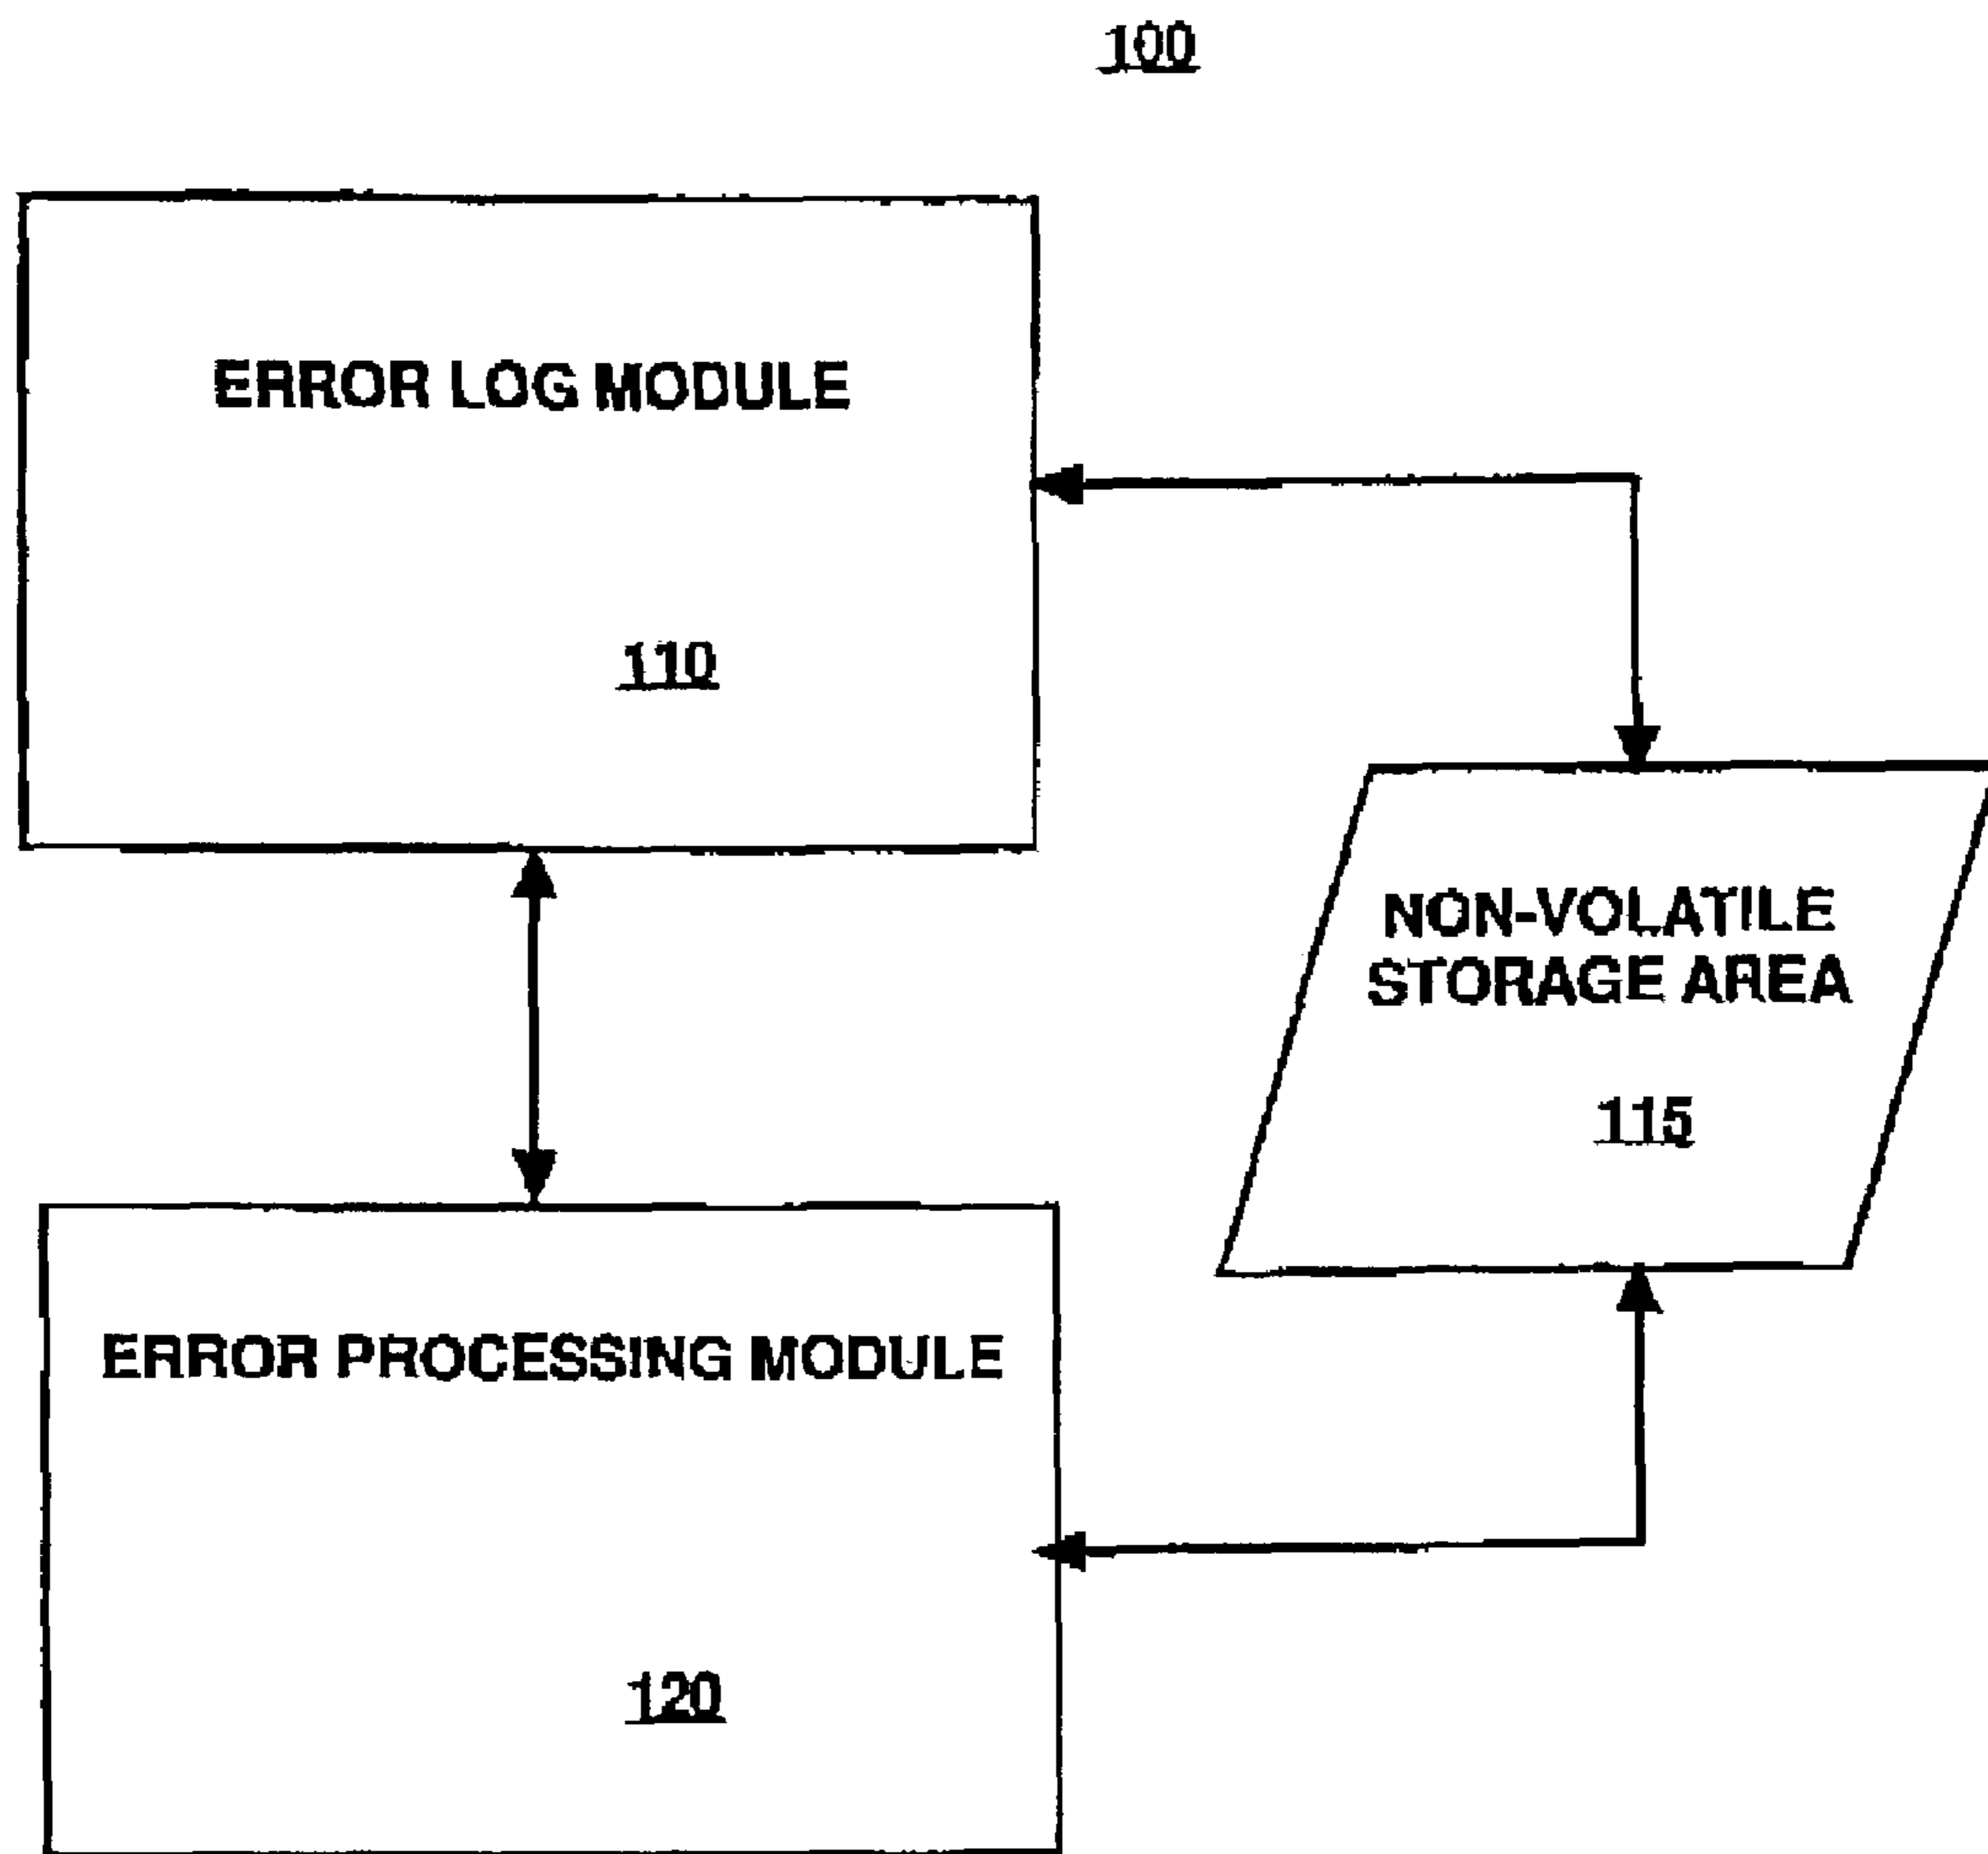 100
ERROR LOG MODULE
110
NON-VOLATILE
STORAGE AREA
115
ERROR PROCESSING MODULE
120